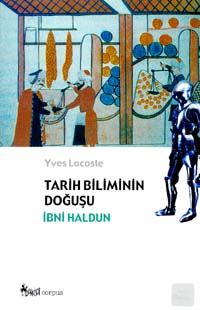 Yves Lacoste
TARİH BİLİMİNİN
DOĞUŞU
İBNİ HALDUN
corpus